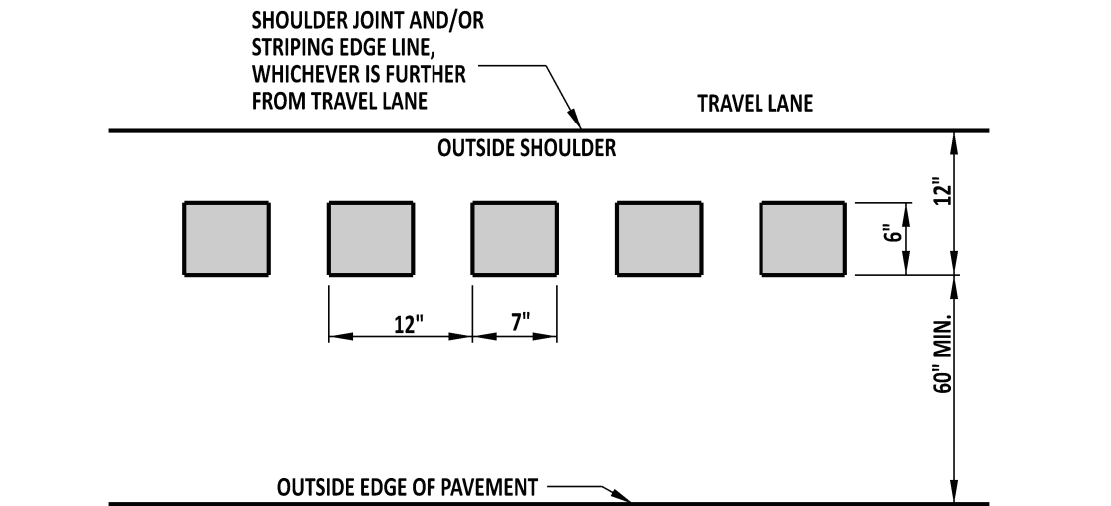 SHOULDER JOINT AND/OR
STRIPING EDGE LINE,
WHICHEVER IS FURTHER
FROM TRAVEL LANE
TRAVEL LANE
OUTSIDE SHOULDER
12"
6"
12"
7"
60" MIN.
OUTSIDE EDGE OF PAVEMENT